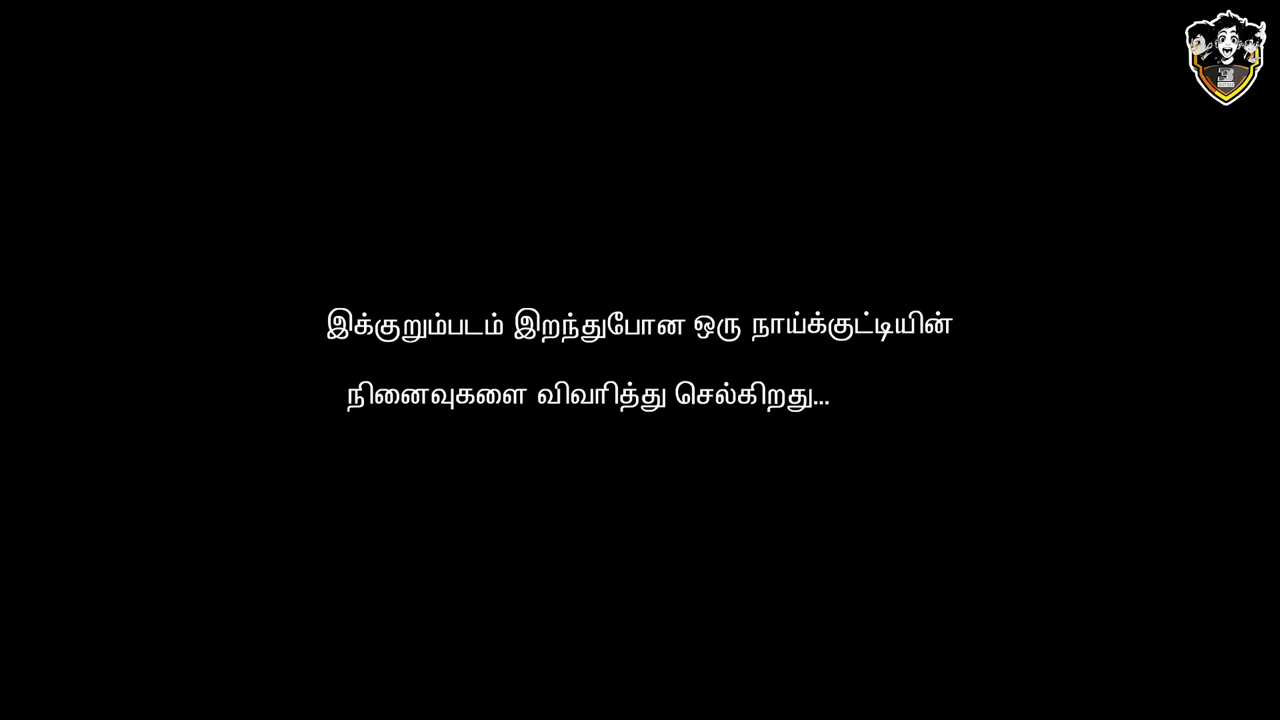 இக்குறும்படம் இறந்துபோன ஒரு நாய்க்குட்டியின்
நினைவுகளை விவரித்து செல்கிறது...